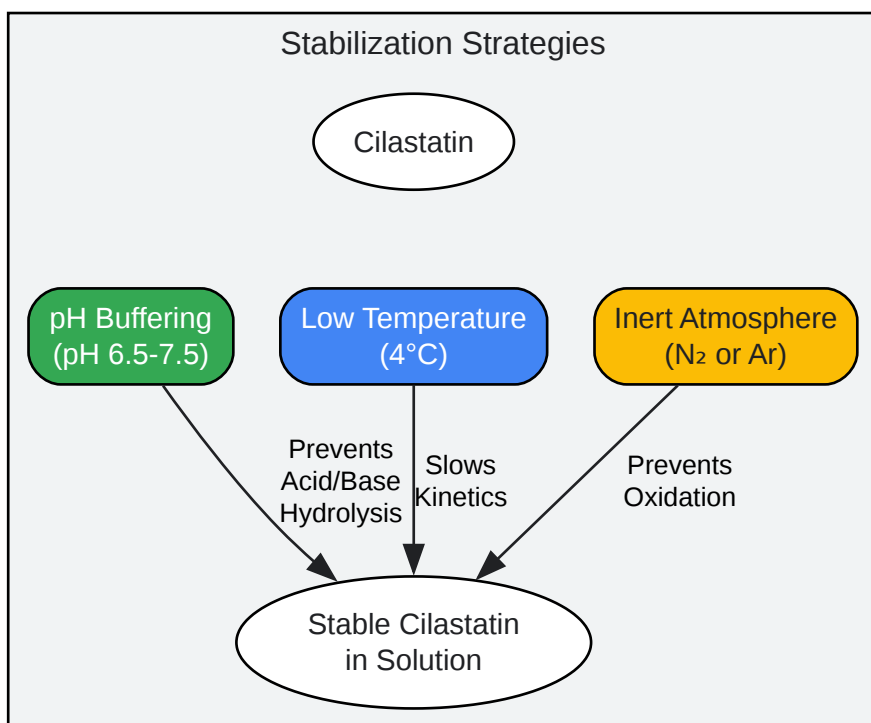 Stabilization Strategies
Cilastatin
pH Buffering
(pH 6.5-7.5)
Low Temperature
(4°C)
Inert Atmosphere
(N₂ or Ar)
Prevents
Acid/Base
Hydrolysis
Slows
Kinetics
Prevents
Oxidation
Stable Cilastatin
in Solution